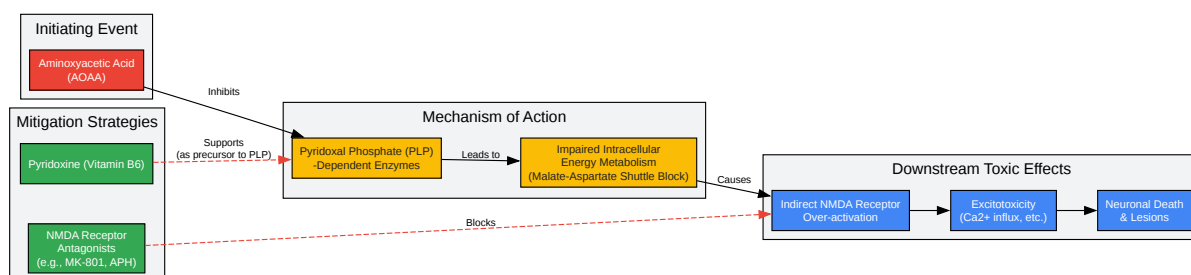 Initiating Event
Aminoxyacetic Acid
(AOAA)
Inhibits
Mitigation Strategies
Pyridoxine (Vitamin B6)
Supports
(as precursor to PLP)
NMDA Receptor
Antagonists
(e.g., MK-801, APH)
Blocks
Mechanism of Action
Pyridoxal Phosphate (PLP)
-Dependent Enzymes
Leads to
Impaired Intracellular
Energy Metabolism
(Malate-Aspartate Shuttle Block)
Causes
Downstream Toxic Effects
Indirect NMDA Receptor
Over-activation
Excitotoxicity
(Ca2+ influx, etc.)
Neuronal Death
& Lesions